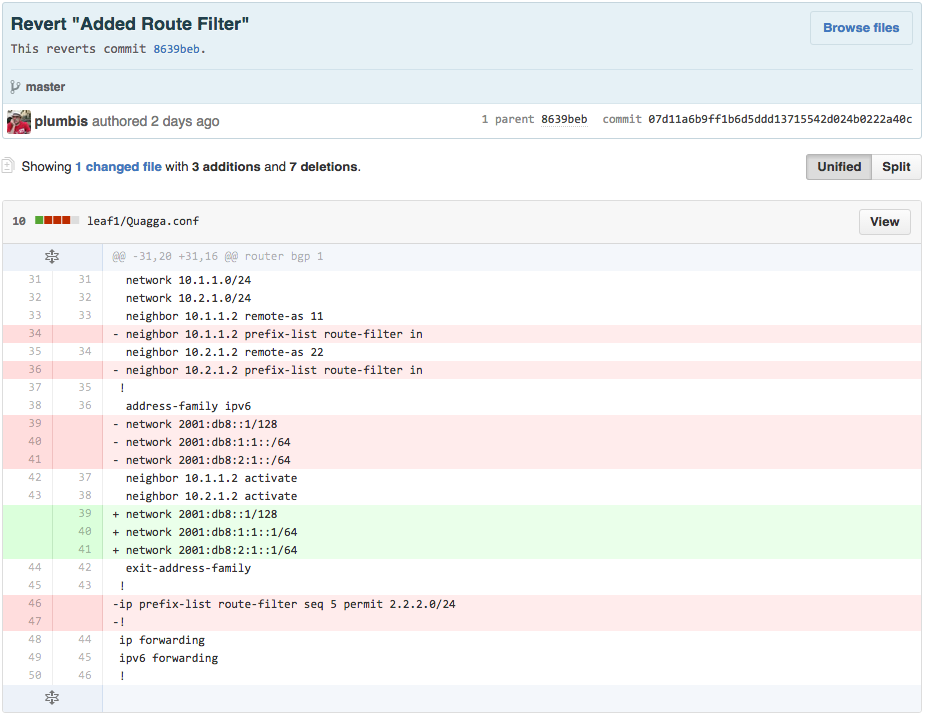 Revert "Added Route Filter"
Browse files
This reverts commit 8639beb.
master
plumbis authored 2 days ago 1 parent 8639beb commit 07d11a6b9ff1b6d5ddd13715542d024b0222a40c
Showing 1 changed file with 3 additions and 7 deletions. Unified Split
10 leaf1/Quagga.conf View
@@ -31,20 +31,16 @@ router bgp 1
31 31 network 10.1.1.0/24
32 32 network 10.2.1.0/24
33 33 neighbor 10.1.1.2 remote-as 11
34 - neighbor 10.1.1.2 prefix-list route-filter in
35 34 neighbor 10.2.1.2 remote-as 22
36 - neighbor 10.2.1.2 prefix-list route-filter in
37 35 !
38 36 address-family ipv6
39 - network 2001:db8::1/128
40 - network 2001:db8:1:1::/64
41 - network 2001:db8:2:1::/64
42 37 neighbor 10.1.1.2 activate
43 38 neighbor 10.2.1.2 activate
39 + network 2001:db8::1/128
40 + network 2001:db8:1:1::1/64
41 + network 2001:db8:2:1::1/64
44 42 exit-address-family
45 43 !
46 -ip prefix-list route-filter seq 5 permit 2.2.2.0/24
47 -!
48 44 ip forwarding
49 45 ipv6 forwarding
50 46 !